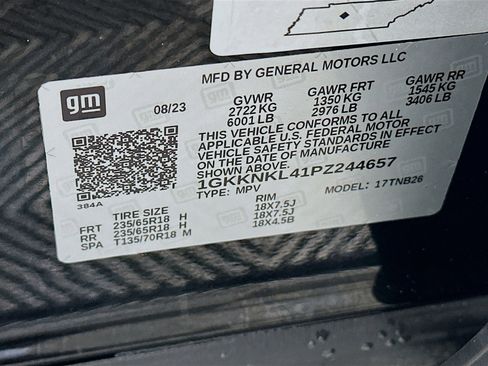 MFD BY GENERAL MOTORS LLC
gm
08/23
GVWR GAWR FRT GAWR RR
2722 KG 1350 KG 1545 KG
6001 LB 2976 LB 3406 LB
THIS VEHICLE CONFORMS TO ALL
APPLICABLE U.S. FEDERAL MOTOR
VEHICLE SAFETY STANDARDS IN EFFECT
ON THE DATE OF MANUFACTURE
SHOWN ABOVE.
1GKKNKL41PZ244657
TYPE: MPV MODEL: 17TNB26
384A
TIRE SIZE RIM
FRT 235/65R18 H 18X7.5J
RR 235/65R18 H 18X7.5J
SPA T135/70R18 M 18X4.5B